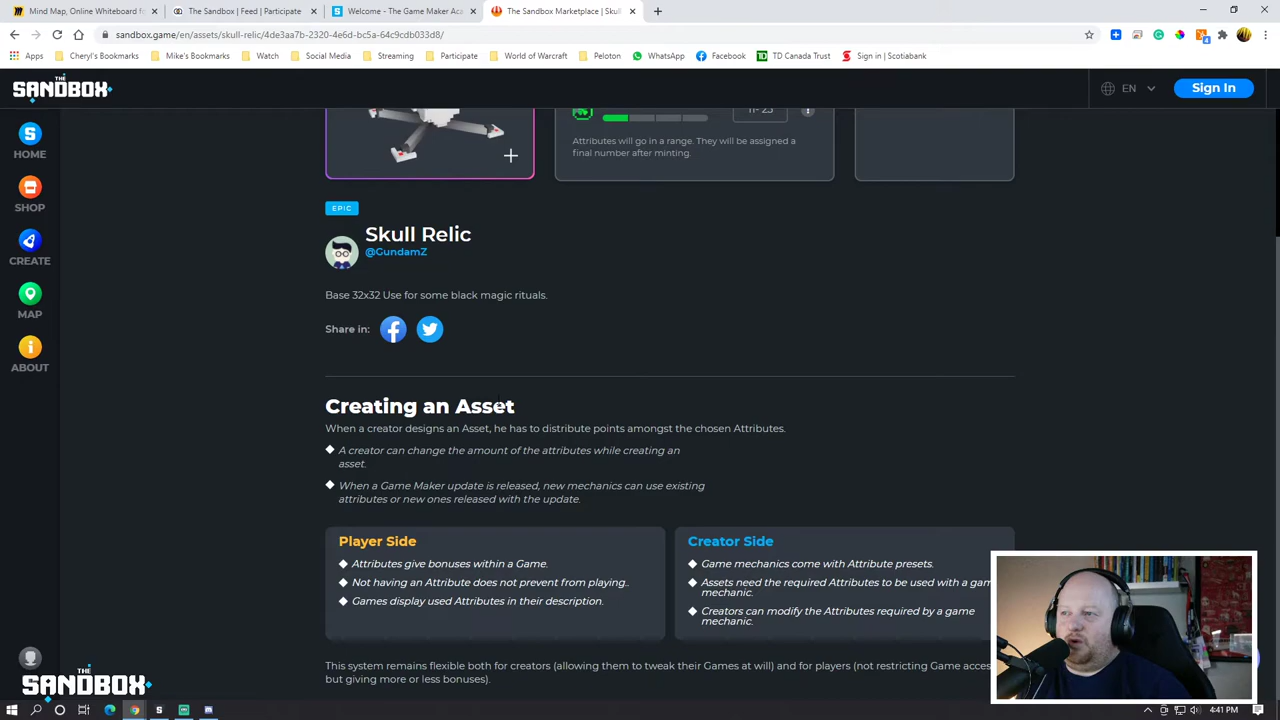 Mind Map, Online Whiteboard fo
The Sandbox | Feed | Participate
Welcome - The Game Maker Aca
The Sandbox Marketplace | Skull
sandbox.game/en/assets/skull-relic/4de3aa7b-2320-4e6d-bc5a-64c9cdb033d8/
Apps
Cheryl's Bookmarks
Mike's Bookmarks
Watch
Social Media
Streaming
Participate
World of Warcraft
Peloton
WhatsApp
Facebook
TD Canada Trust
Sign in | Scotiabank
THE
SANDBOX
EN
Sign In
HOME
SHOP
CREATE
MAP
ABOUT
Attributes will go in a range. They will be assigned a
final number after minting.
EPIC
Skull Relic
@GundamZ
Base 32x32 Use for some black magic rituals.
Share in:
Creating an Asset
When a creator designs an Asset, he has to distribute points amongst the chosen Attributes.
A creator can change the amount of the attributes while creating an
asset.
When a Game Maker update is released, new mechanics can use existing
attributes or new ones released with the update.
Player Side
Attributes give bonuses within a Game.
Not having an Attribute does not prevent from playing..
Games display used Attributes in their description.
Creator Side
Game mechanics come with Attribute presets.
Assets need the required Attributes to be used with a gam
mechanic.
Creators can modify the Attributes required by a game
mechanic.
This system remains flexible both for creators (allowing them to tweak their Games at will) and for players (not restricting Game acces
but giving more or less bonuses).
THE
SANDBOX
4:41 PM